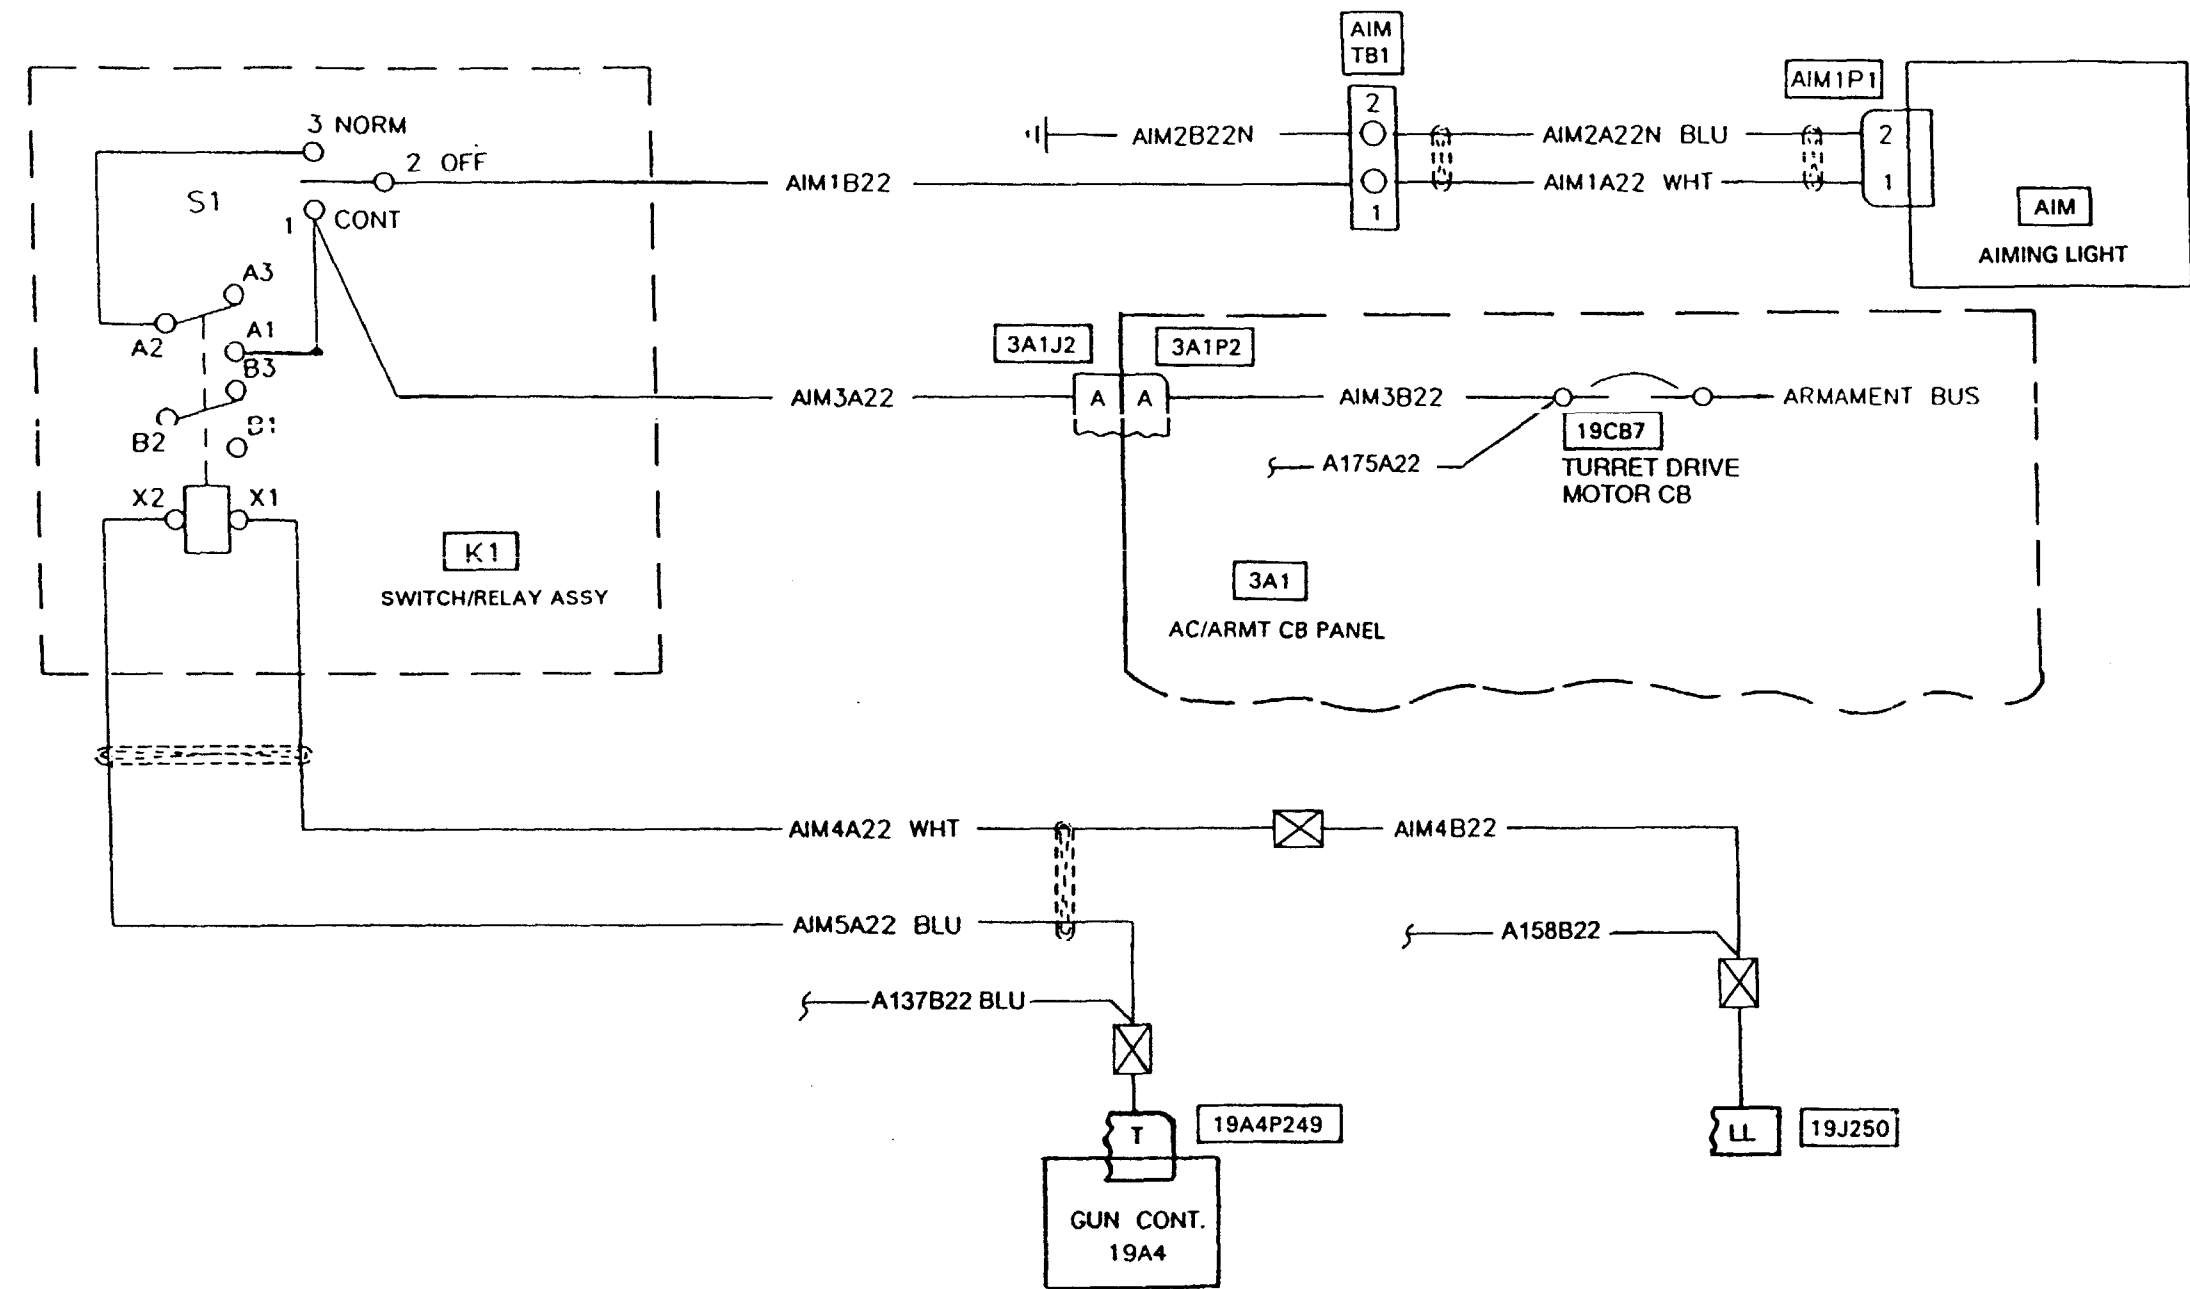 AIM
TB1
AIM1P1
3 NORM
2 OFF
S1
1 CONT
AIM1B22
2
1
AIM2B22N
AIM2A22N BLU
AIM1A22 WHT
2
1
AIM
AIMING LIGHT
A3
A2
A1
B3
B2
B1
X2
X1
K1
SWITCH/RELAY ASSY
AIM3A22
3A1J2
3A1P2
A
A
AIM3B22
ARMAMENT BUS
19CB7
A175A22
TURRET DRIVE
MOTOR CB
3A1
AC/ARMT CB PANEL
AIM4A22 WHT
AIM4B22
AIM5A22 BLU
A158B22
A137B22 BLU
T
19A4P249
LL
19J250
GUN CONT.
19A4